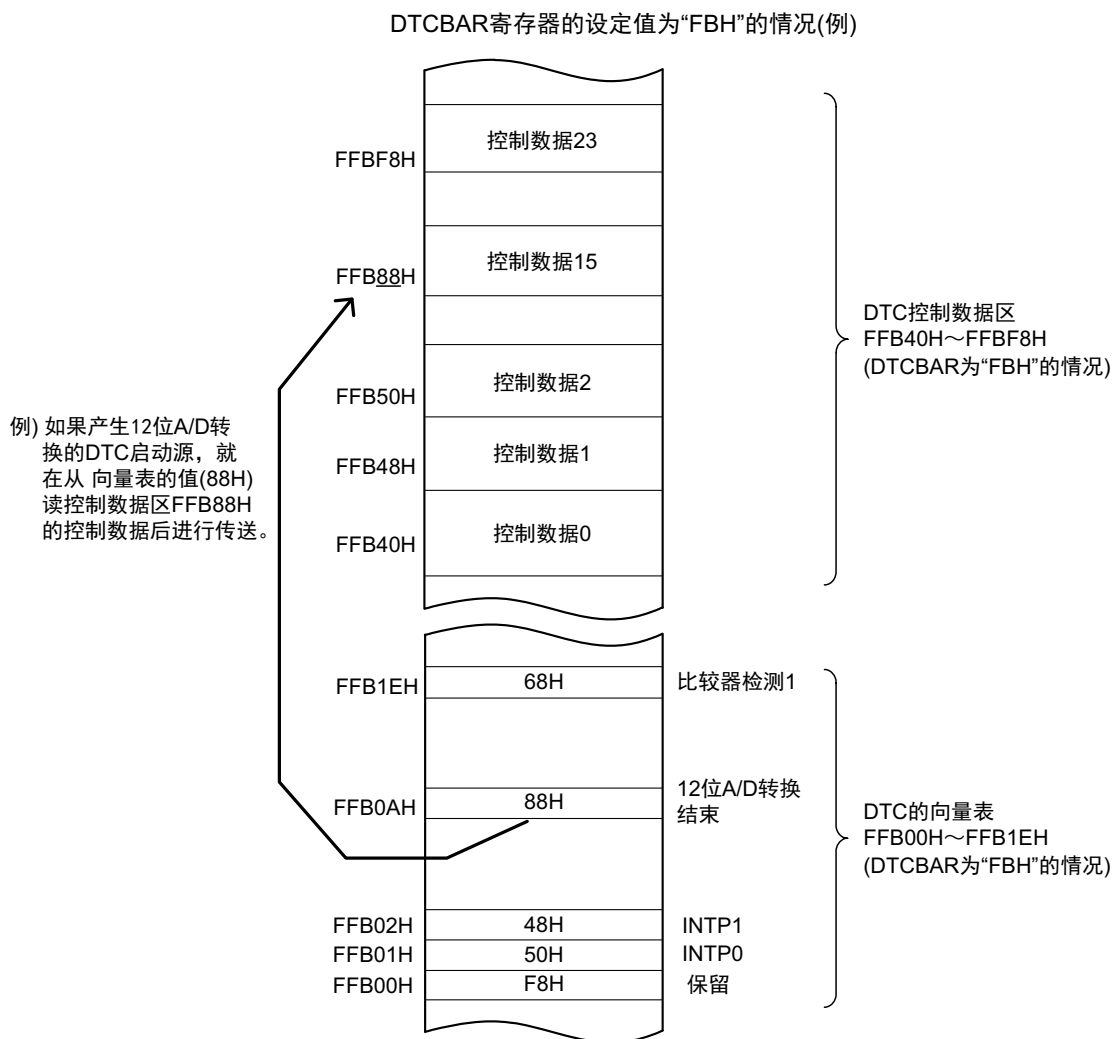 DTCBAR寄存器的设定值为“FBH”的情况(例)
控制数据23
FFBF8H
控制数据15
FFB88H
控制数据2
FFB50H
控制数据1
FFB48H
控制数据0
FFB40H
DTC控制数据区
FFB40H～FFBF8H
(DTCBAR为“FBH”的情况)
例) 如果产生12位A/D转
换的DTC启动源，就
在从 向量表的值(88H)
读控制数据区FFB88H
的控制数据后进行传送。
FFB1EH
68H
比较器检测1
FFB0AH
88H
12位A/D转换
结束
DTC的向量表
FFB00H～FFB1EH
(DTCBAR为“FBH”的情况)
FFB02H
48H
INTP1
FFB01H
50H
INTP0
FFB00H
F8H
保留